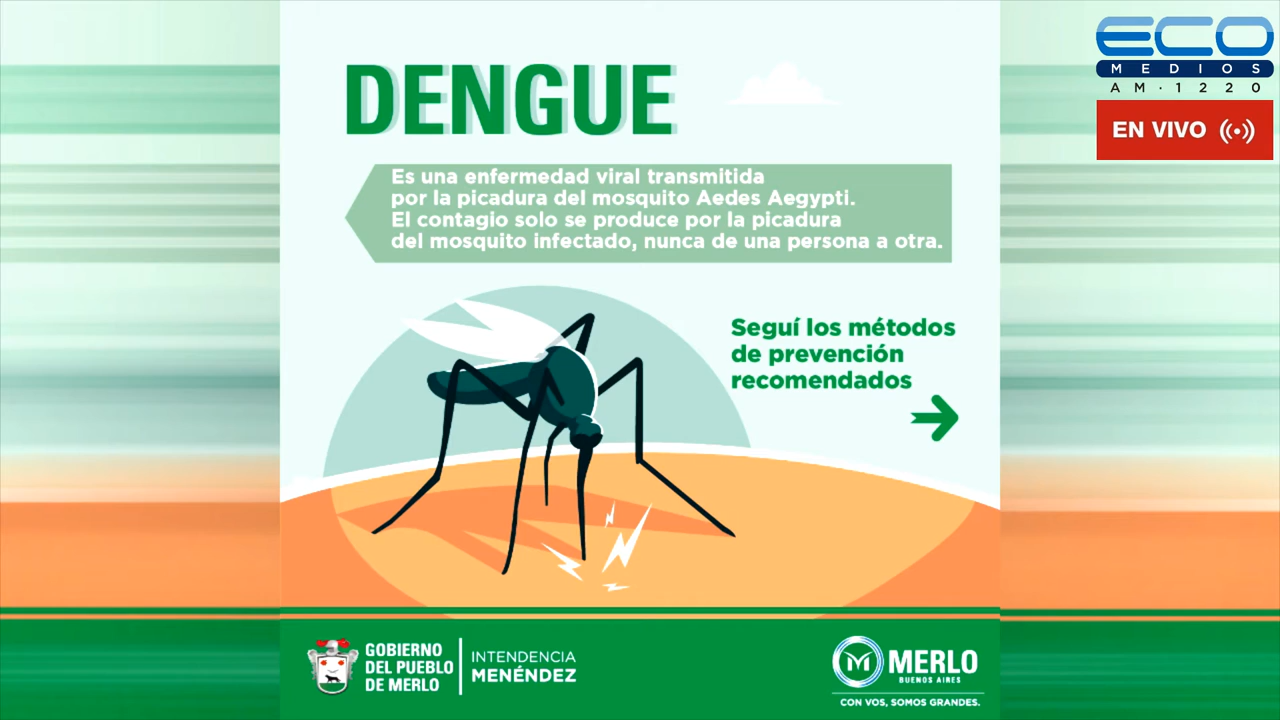 ECO
MEDIOS
AM·1220
EN VIVO
DENGUE
Es una enfermedad viral transmitida
por la picadura del mosquito Aedes Aegypti.
El contagio solo se produce por la picadura
del mosquito infectado, nunca de una persona a otra.
Seguí los métodos
de prevención
recomendados
GOBIERNO
DEL PUEBLO
DE MERLO
INTENDENCIA
MENÉNDEZ
M
MERLO
BUENOS AIRES
CON VOS, SOMOS GRANDES.